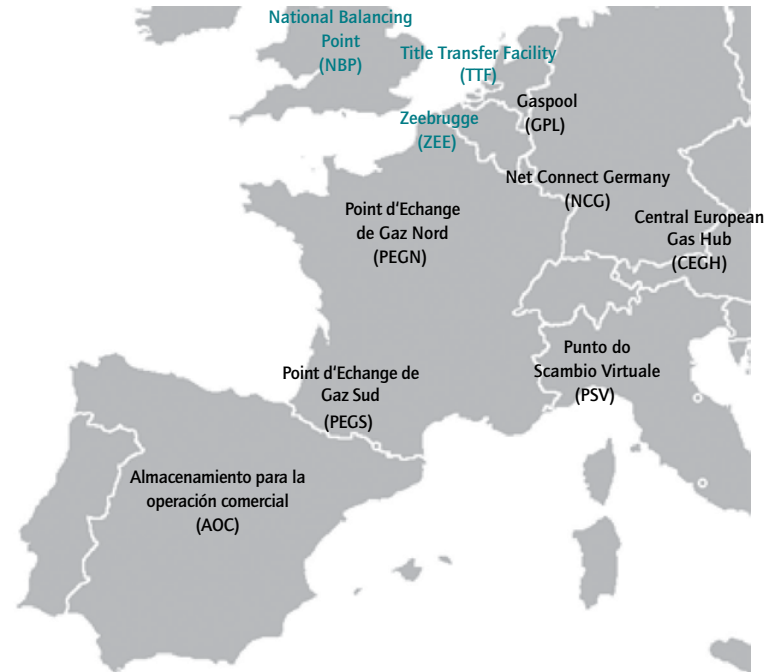 National Balancing
Point
(NBP)
Title Transfer Facility
(TTF)
Zeebrugge
(ZEE)
Gaspool
(GPL)
Net Connect Germany
(NCG)
Central European
Gas Hub
(CEGH)
Point d'Echange
de Gaz Nord
(PEGN)
Punto do
Scambio Virtuale
(PSV)
Point d'Echange de
Gaz Sud
(PEGS)
Almacenamiento para la
operación comercial
(AOC)